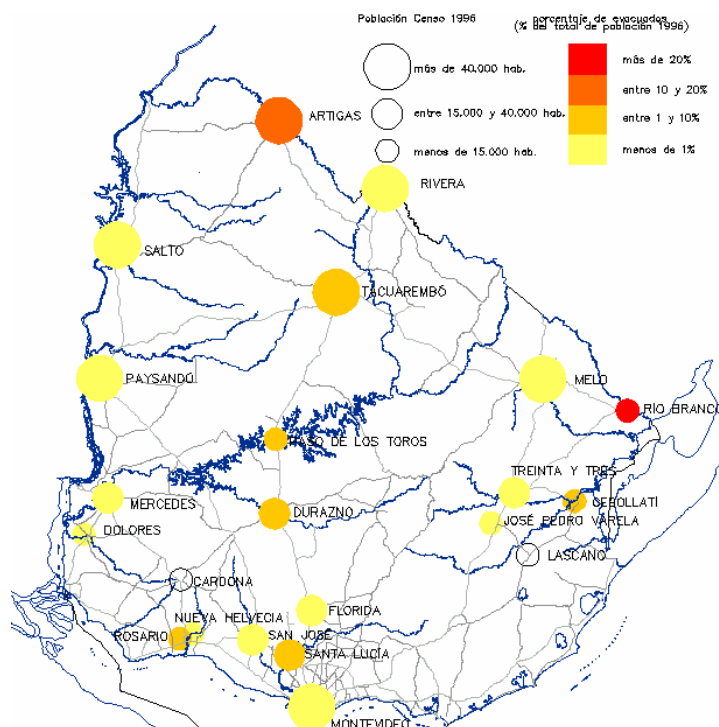 Población Censo 1996
porcentaje de evacuados
(% del total de población 1996)
más de 40.000 hab.
más de 20%
entre 10 y 20%
entre 15.000 y 40.000 hab.
entre 1 y 10%
menos de 15.000 hab.
menos de 1%
ARTIGAS
RIVERA
SALTO
TACUAREMBÓ
PAYSANDÚ
MELO
RÍO BRANCO
PASO DE LOS TOROS
TREINTA Y TRES
MERCEDES
CEBOLLATÍ
DURAZNO
JOSÉ PEDRO VARELA
DOLORES
LASCANO
CARDONA
NUEVA HELVECIA
FLORIDA
ROSARIO
SAN JOSÉ
SANTA LUCÍA
MONTEVIDEO